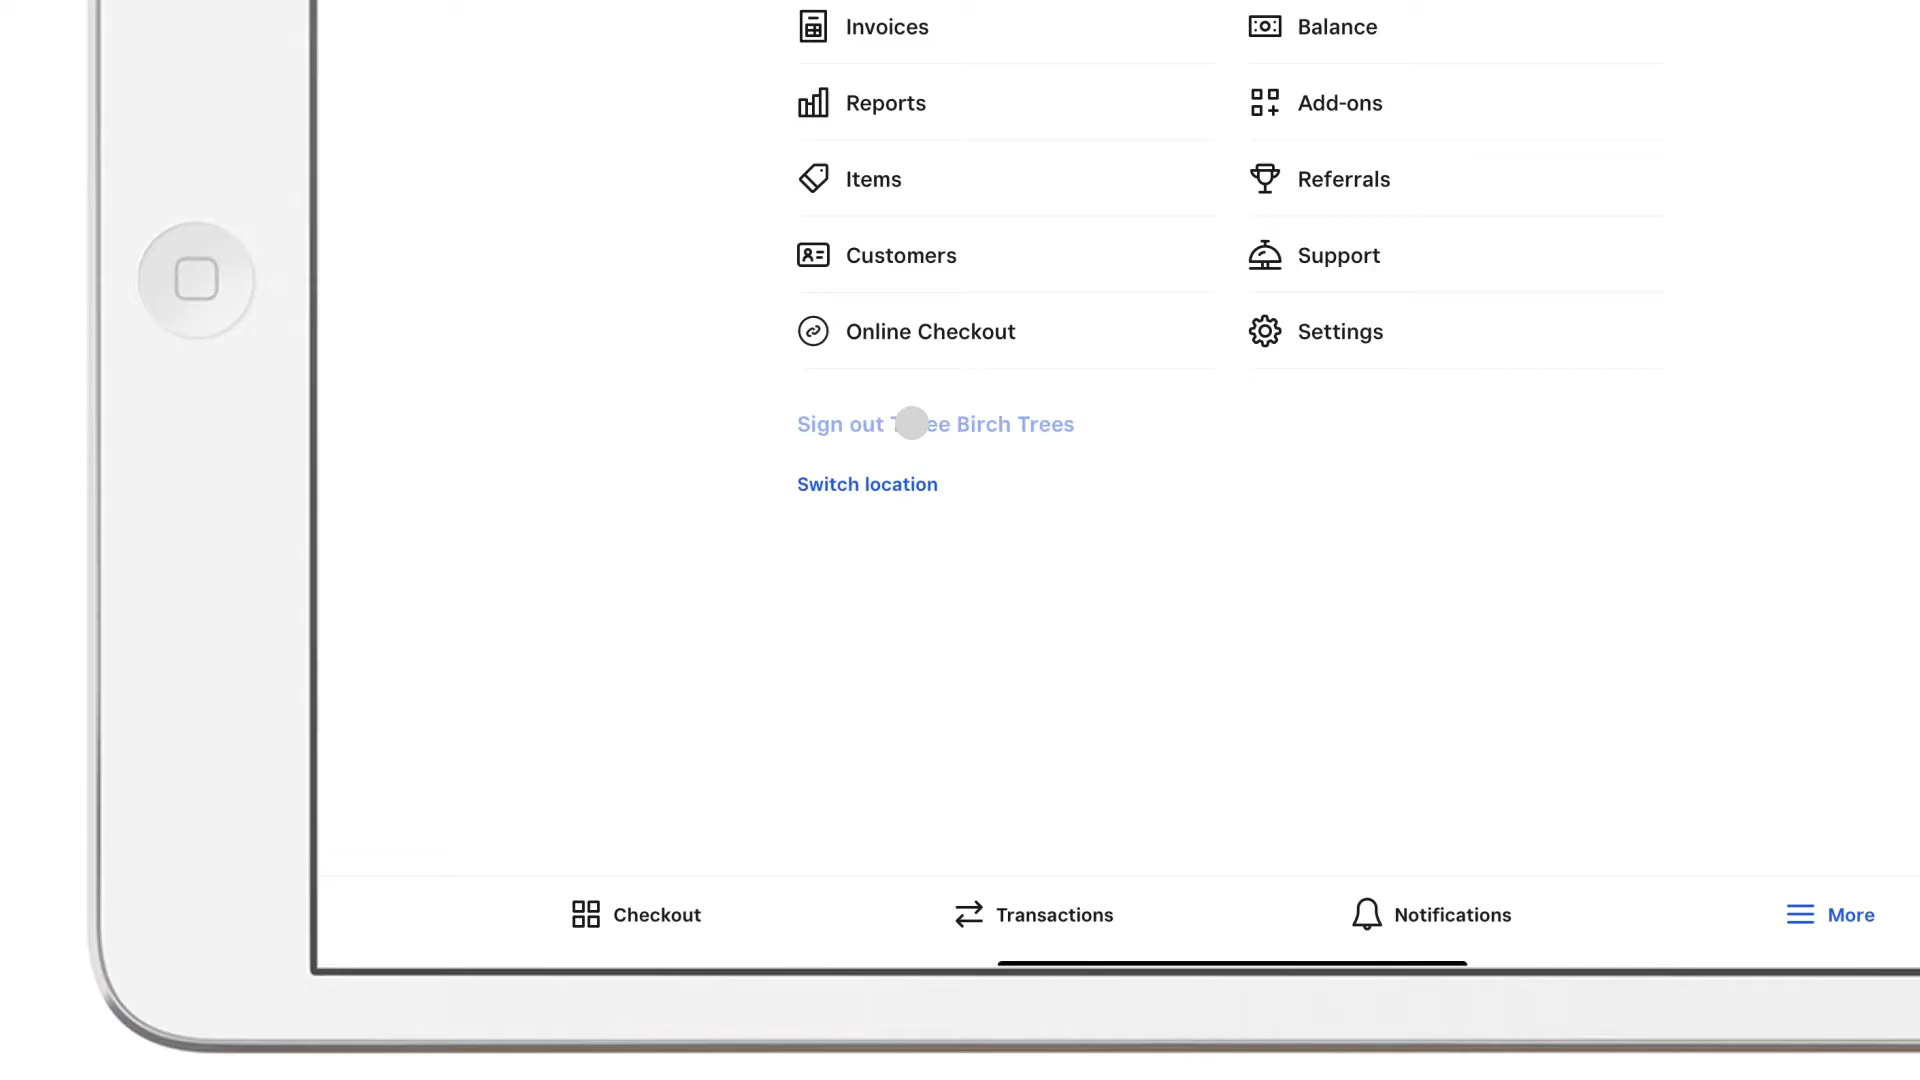 Invoices
Balance
Reports
Add-ons
Items
Referrals
Customers
Support
Online Checkout
Settings
Sign out T ee Birch Trees
Switch location
Checkout
Transactions
Notifications
More